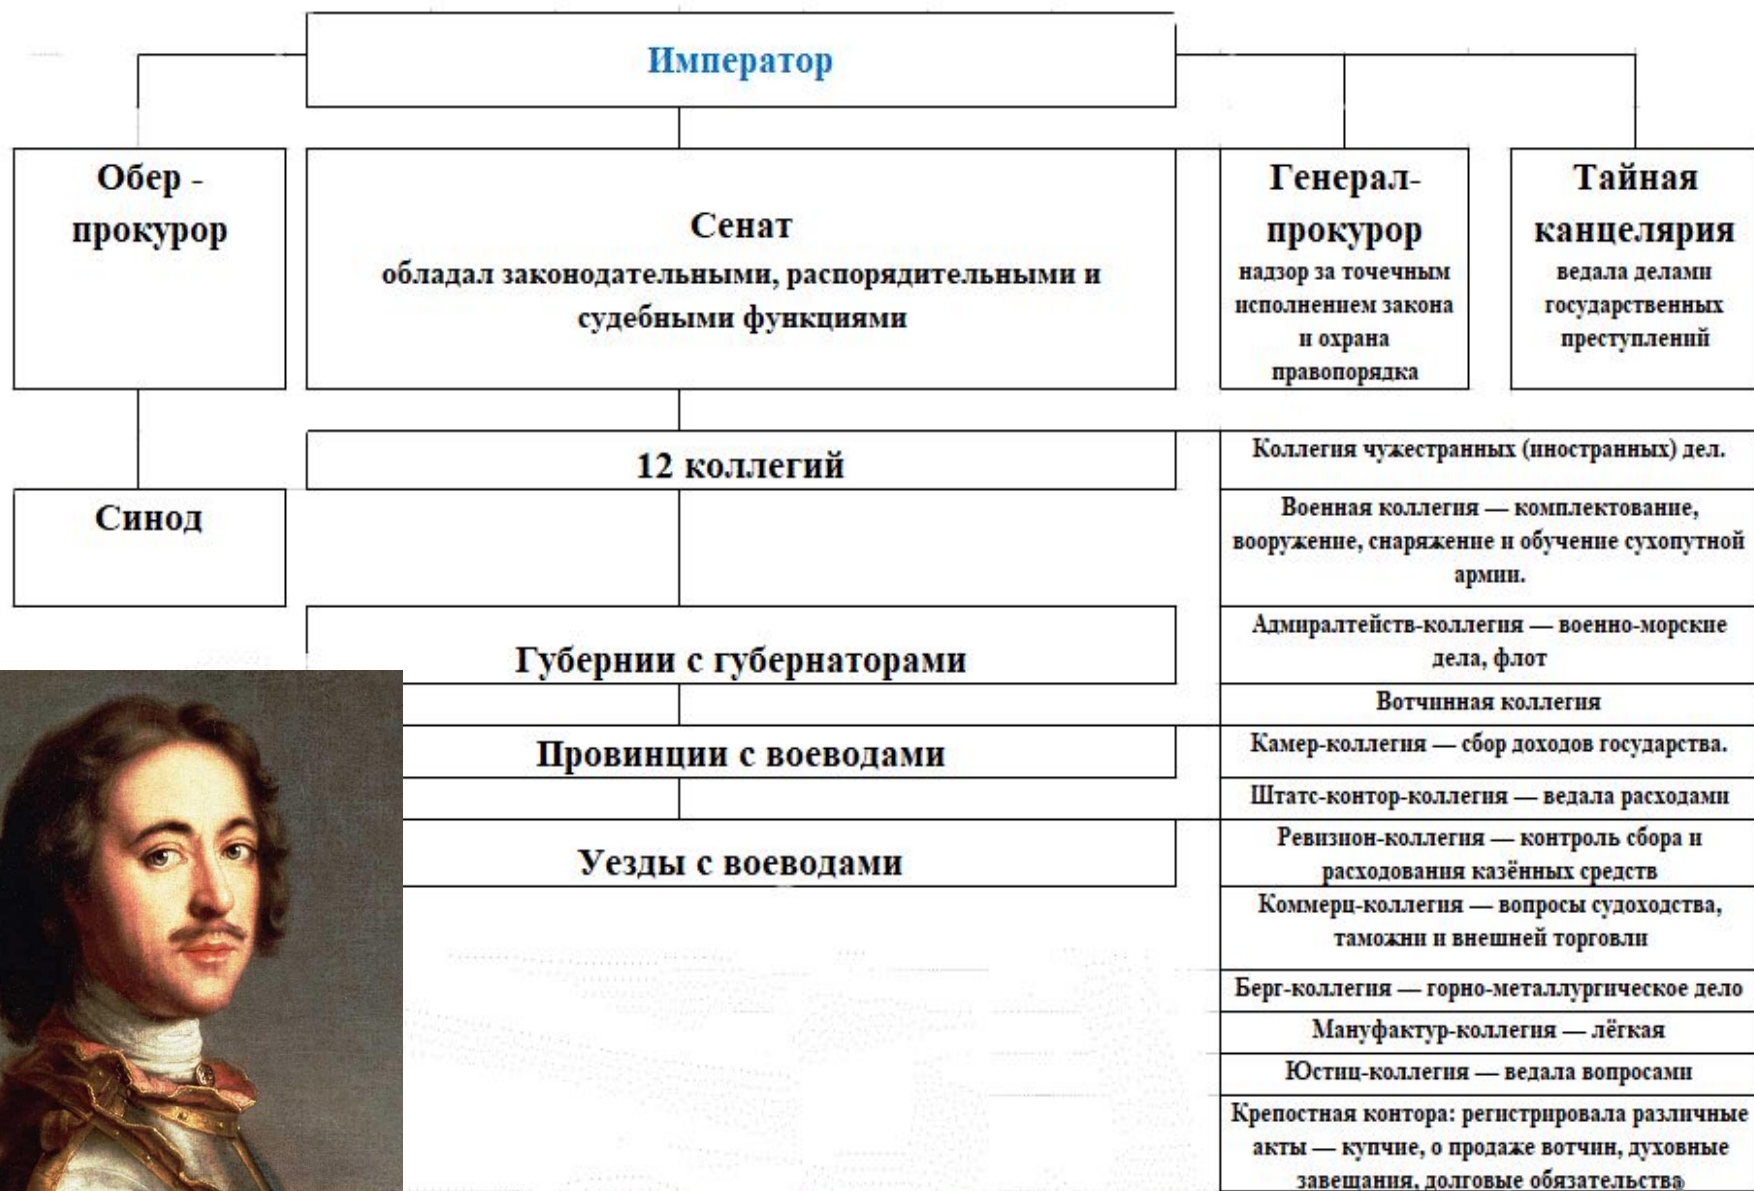 Император
Обер -
прокурор
Сенат
обладал законодательными, распорядительными и
судебными функциями
Генерал-
прокурор
надзор за точечным
исполнением закона
и охрана
правопорядка
Тайная
канцелярия
ведала делами
государственных
преступлений
12 коллегий
Синод
Губернии с губернаторами
Провинции с воеводами
Уезды с воеводами
Коллегия чужестранных (иностранных) дел.
Военная коллегия — комплектование,
вооружение, снаряжение и обучение сухопутной
армии.
Адмиралтейств-коллегия — военно-морские
дела, флот
Вотчинная коллегия
Камер-коллегия — сбор доходов государства.
Штатс-контор-коллегия — ведала расходами
Ревизион-коллегия — контроль сбора и
расходования казённых средств
Коммерц-коллегия — вопросы судоходства,
таможни и внешней торговли
Берг-коллегия — горно-металлургическое дело
Мануфактур-коллегия — лёгкая
Юстиц-коллегия — ведала вопросами
Крепостная контора: регистрировала различные
акты — купчие, о продаже вотчин, духовные
завещания, долговые обязательства